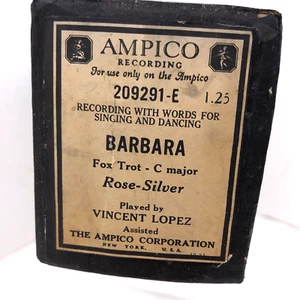 AMPICO
RECORDING
For use only on the Ampico
209291-E 1.25
RECORDING WITH WORDS FOR
SINGING AND DANCING
BARBARA
Fox Trot - C major
Rose-Silver
Played by
VINCENT LOPEZ
Assisted
THE AMPICO CORPORATION
NEW YORK, U.S.A.